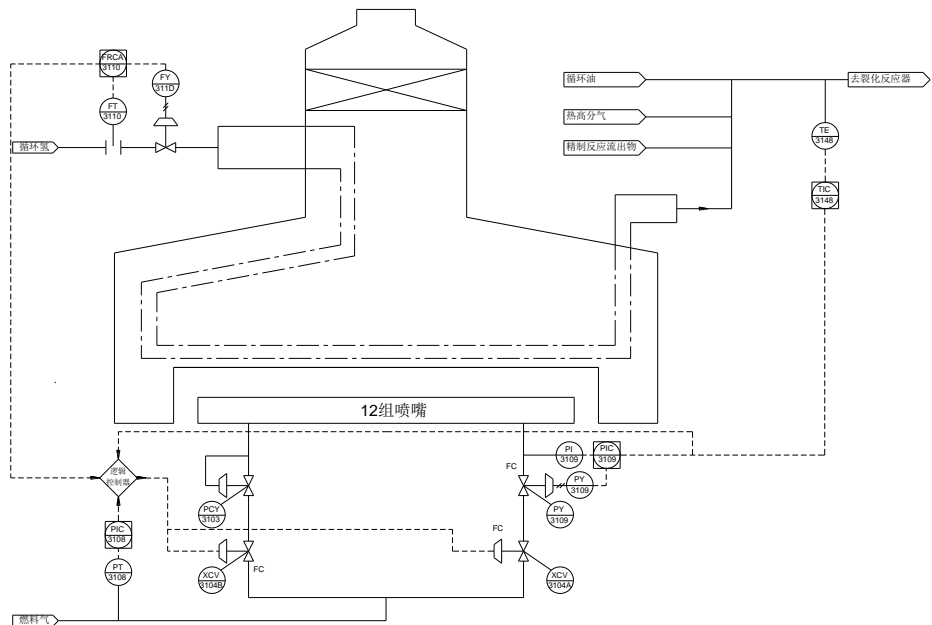 FRCA
3110
FY
311D
FT
3110
循环氢
循环油
热高分气
精制反应流出物
去裂化反应器
TE
3148
TIC
3148
12组喷嘴
逻辑
控制器
PIC
3108
PT
3108
燃料气
PCY
3103
XCV
3104B
FC
FC
PI
3109
PIC
3109
PY
3109
PY
3109
FC
XCV
3104A